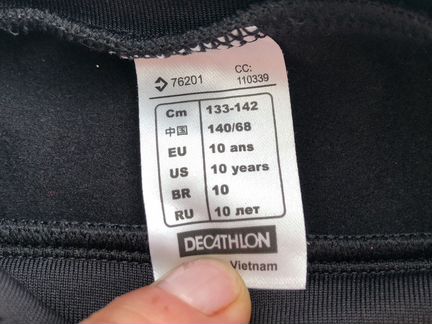 76201
CC:
110339
Cm 133-142
中国 140/68
EU 10 ans
US 10 years
BR 10
RU 10 лет
DECATHLON
Vietnam